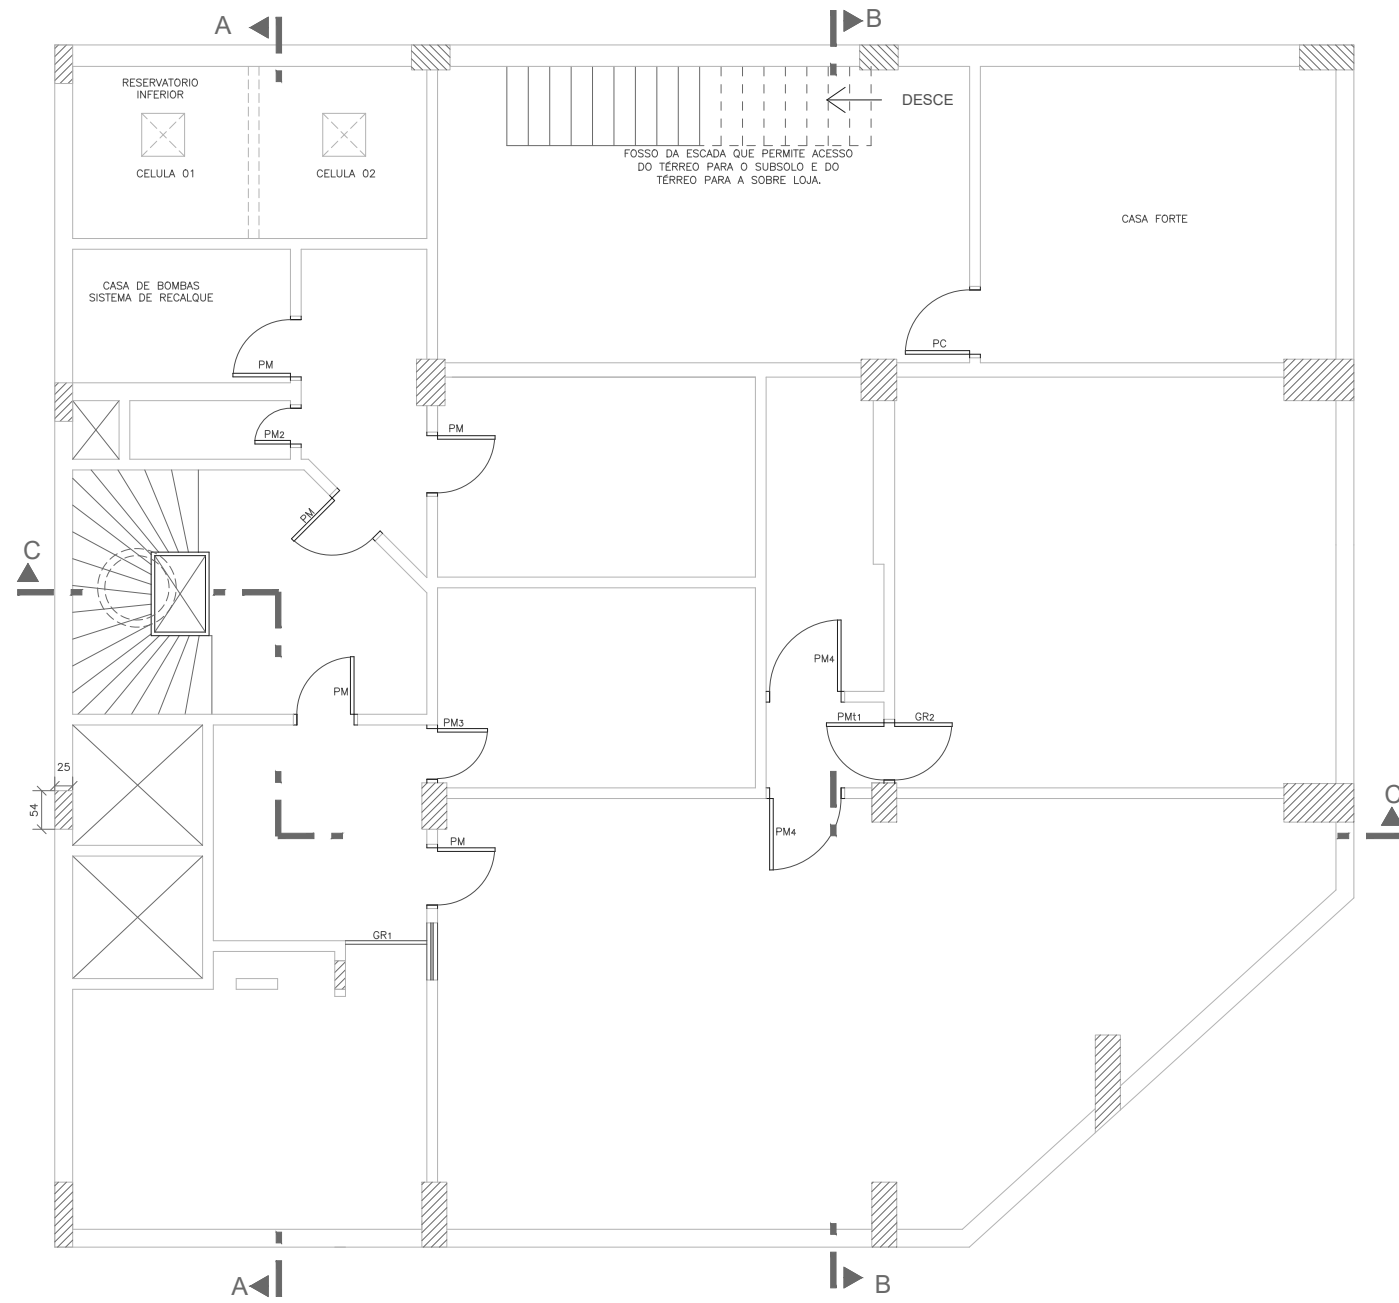 A
B
RESERVATORIO
INFERIOR
CELULA 01
CELULA 02
DESCE
FOSSO DA ESCADA QUE PERMITE ACESSO
DO TÉRREO PARA O SUBSOLO E DO
TÉRREO PARA A SOBRE LOJA.
CASA FORTE
CASA DE BOMBAS
SISTEMA DE RECALQUE
PC
PM
PM2
PM
PM
C
PM4
PM
PM3
PMt1
GR2
25
54
C
PM4
PM
GR1
A
B